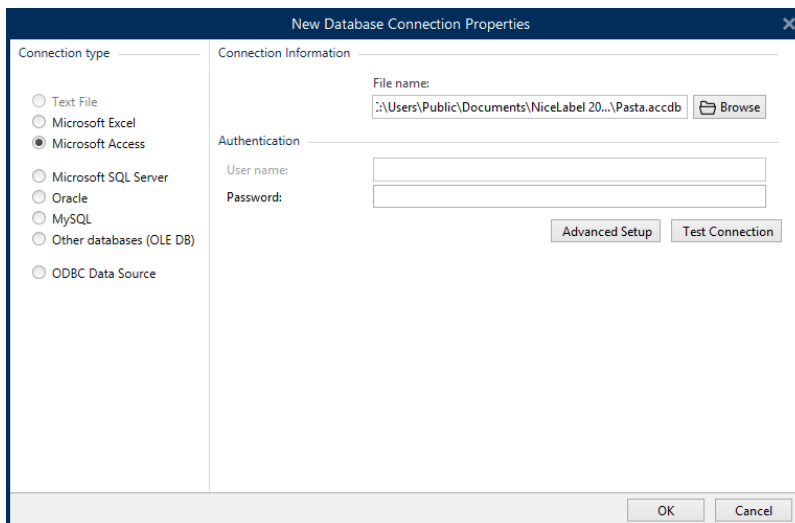 New Database Connection Properties
Connection type
Text File
Microsoft Excel
Microsoft Access
Microsoft SQL Server
Oracle
MySQL
Other databases (OLE DB)
ODBC Data Source
Connection Information
File name:
:\Users\Public\Documents\NiceLabel 20...\Pasta.accdb
Browse
Authentication
User name:
Password:
Advanced Setup Test Connection
OK Cancel